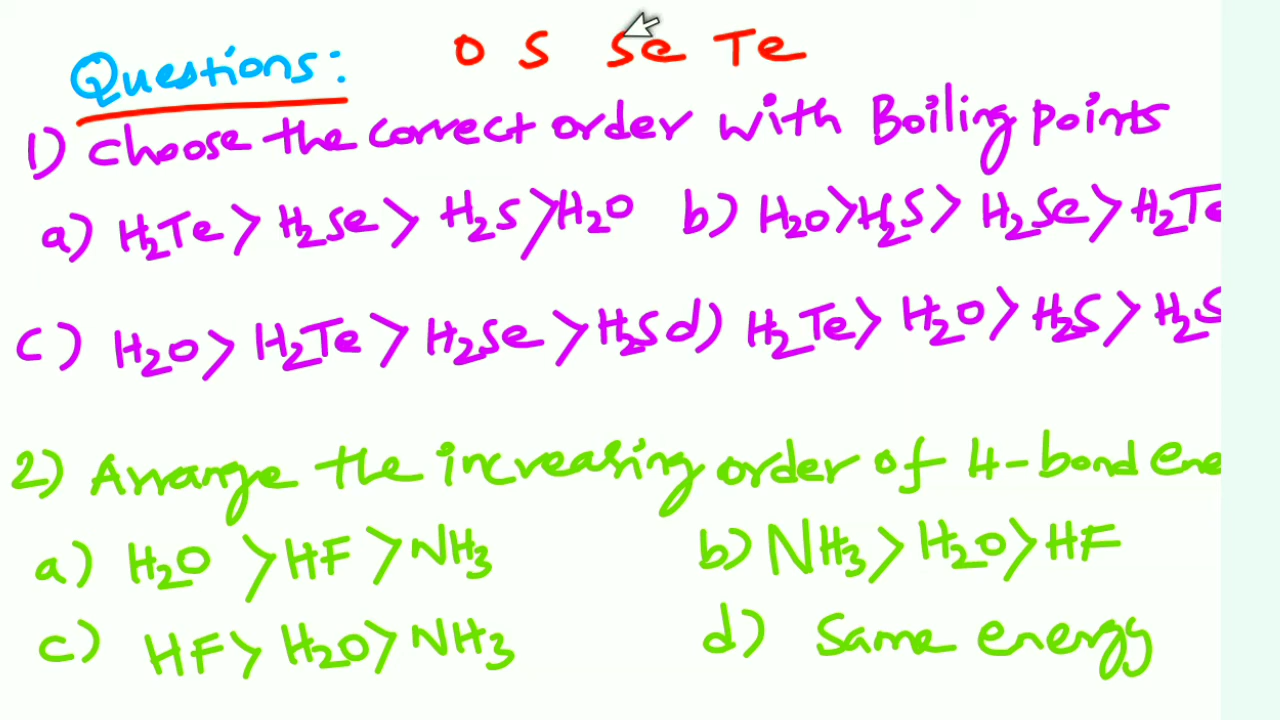 O S Se Te
Questions:
1) choose the correct order with Boiling points
a) H₂Te > H₂Se > H₂S > H₂O b) H₂O > H₂S > H₂Se > H₂Te
c) H₂O > H₂Te > H₂Se > H₂S d) H₂Te > H₂O > H₂S > H₂S
2) Arrange the increasing order of H-bond ene
a) H₂O > HF > NH₃ b) NH₃ > H₂O > HF
c) HF > H₂O > NH₃ d) Same energy